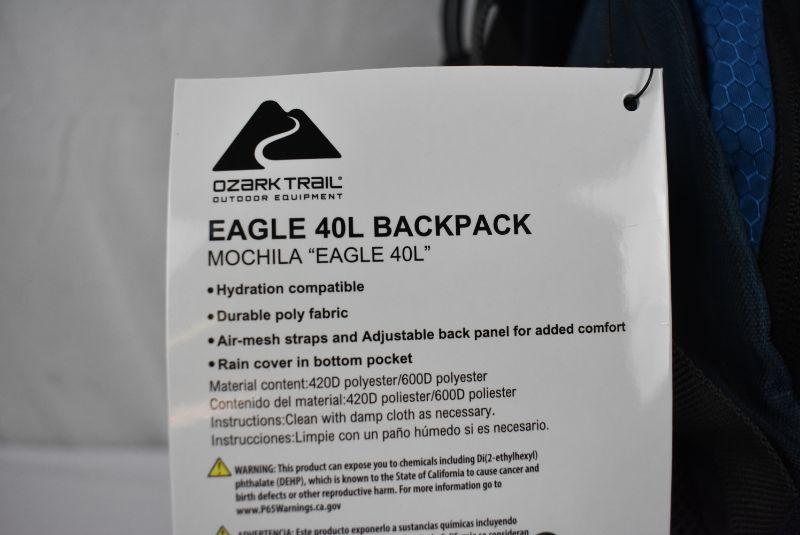 OZARK TRAIL®
OUTDOOR EQUIPMENT
EAGLE 40L BACKPACK
MOCHILA “EAGLE 40L”
•Hydration compatible
•Durable poly fabric
•Air-mesh straps and Adjustable back panel for added comfort
•Rain cover in bottom pocket
Material content:420D polyester/600D polyester
Contenido del material:420D poliester/600D poliester
Instructions:Clean with damp cloth as necessary.
Instrucciones:Limpie con un paño húmedo si es necesario.
WARNING: This product can expose you to chemicals including Di(2-ethylhexyl)
phthalate (DEHP), which is known to the State of California to cause cancer and
birth defects or other reproductive harm. For more information go to
www.P65Warnings.ca.gov
ADVERTENCIA: Este producto exponerlo a sustancias químicas incluyendo